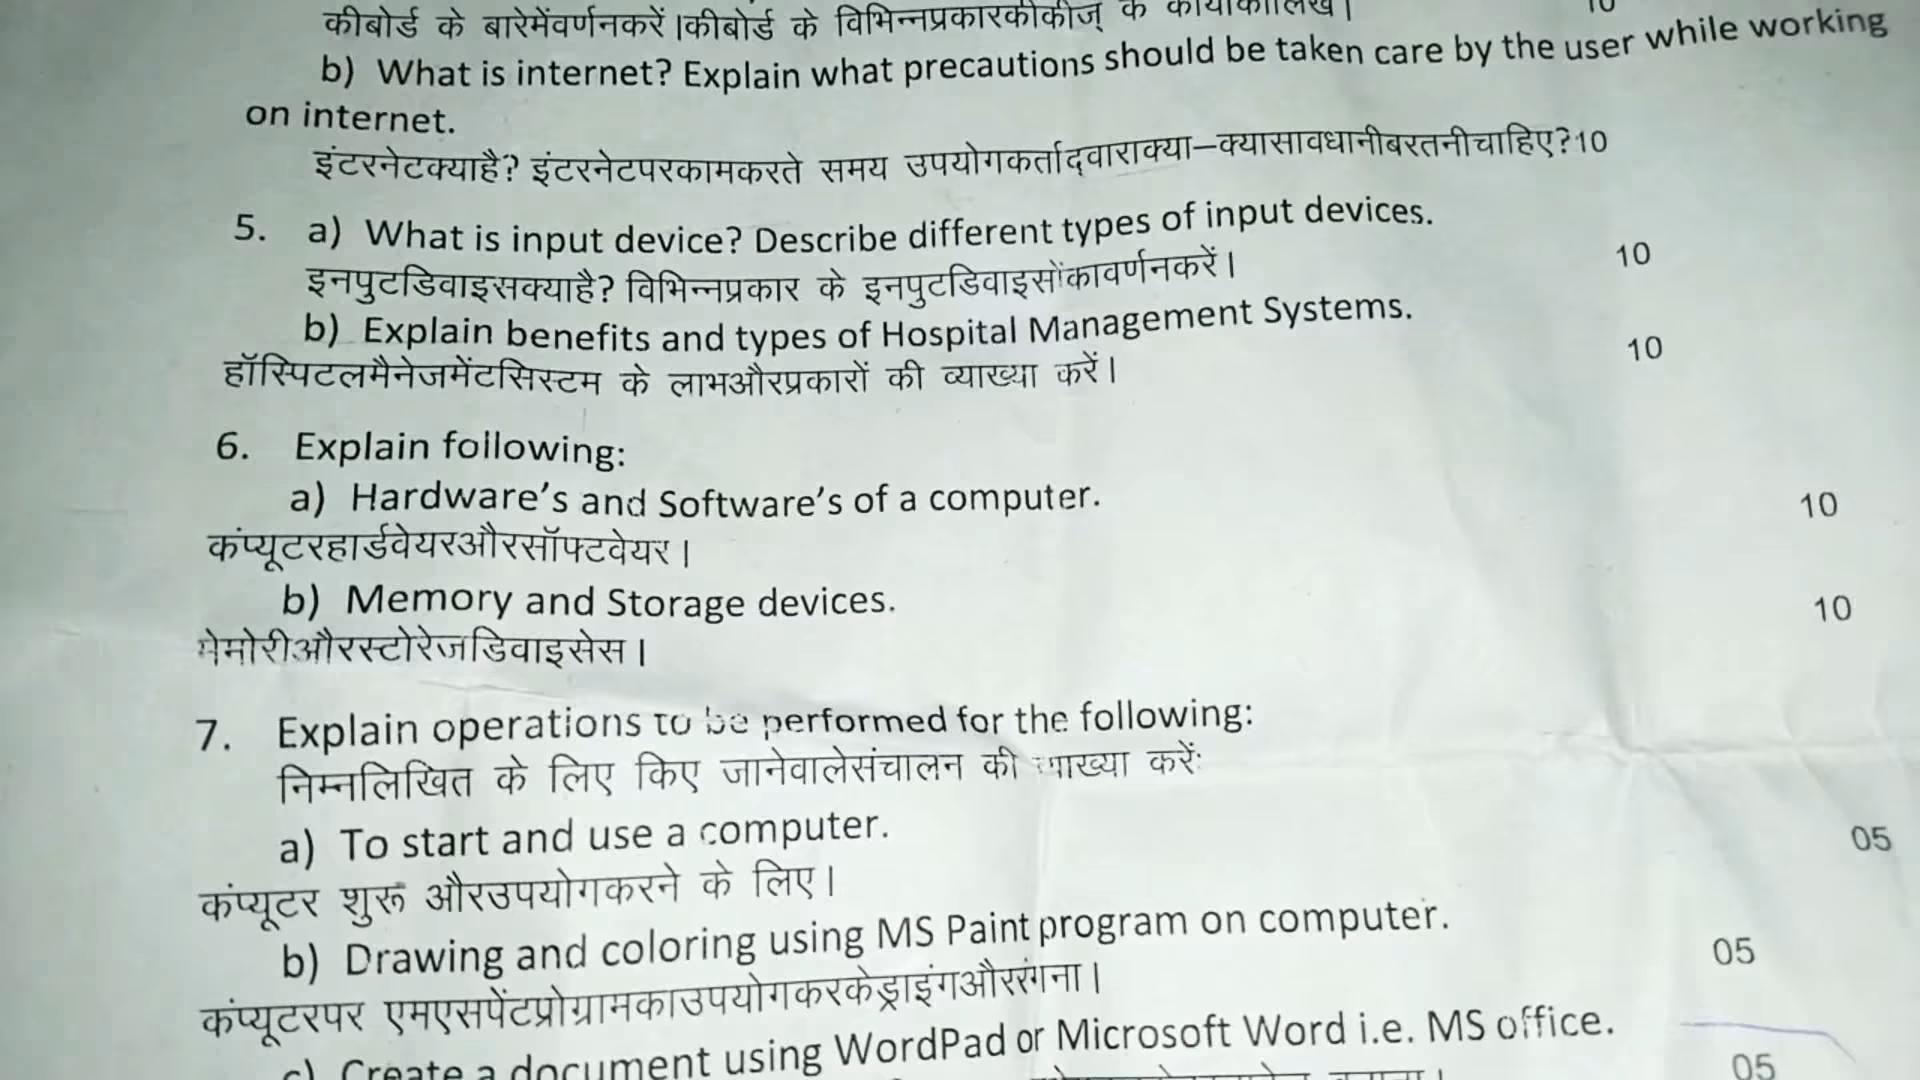 कीबोर्ड के बारेमेंवर्णनकरें।कीबोर्ड के विभिन्नप्रकारकीकीज् के
b) What is internet? Explain what precautions should be taken care by the user while working
on internet.
इंटरनेटक्याहै? इंटरनेटपरकामकरते समय उपयोगकर्ताद्वाराक्या–क्यासावधानीबरतनीचाहिए?10
5. a) What is input device? Describe different types of input devices. 10
इनपुटडिवाइसक्याहै? विभिन्नप्रकार के इनपुटडिवाइसोंकावर्णनकरें।
b) Explain benefits and types of Hospital Management Systems. 10
हॉस्पिटलमैनेजमेंटसिस्टम के लाभऔरप्रकारों की व्याख्या करें।
6. Explain following:
a) Hardware's and Software's of a computer. 10
कंप्यूटरहार्डवेयरऔरसॉफ्टवेयर।
b) Memory and Storage devices. 10
मेमोरीऔरस्टोरेजडिवाइसेस।
7. Explain operations to be performed for the following:
निम्नलिखित के लिए किए जानेवालेसंचालन की व्याख्या करें:
a) To start and use a computer. 05
कंप्यूटर शुरू औरउपयोगकरने के लिए।
b) Drawing and coloring using MS Paint program on computer. 05
कंप्यूटरपर एमएसपेंटप्रोग्रामकाउपयोगकरकेड्राइंगऔररंगना।
c) Create a document using WordPad or Microsoft Word i.e. MS office. 05